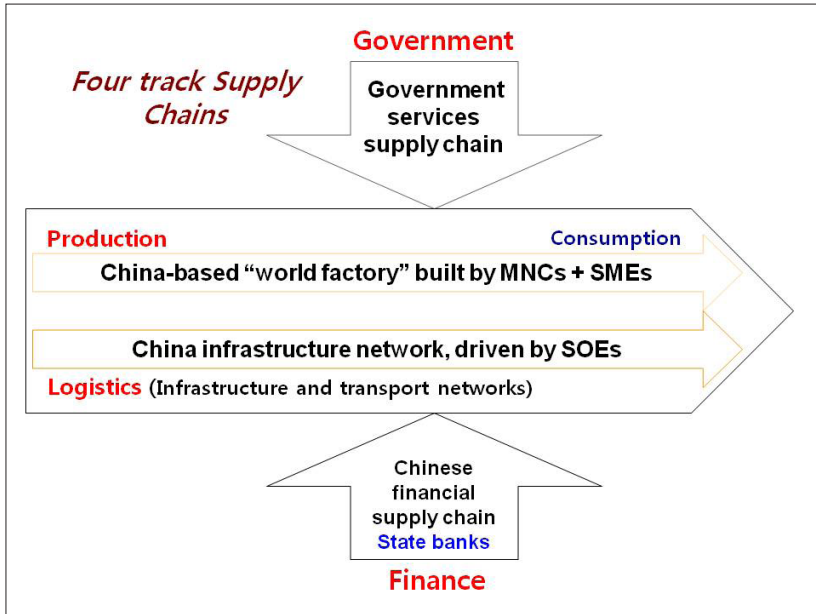 Government
Four track Supply
Chains
Government
services
supply chain
Production
Consumption
China-based “world factory” built by MNCs + SMEs
China infrastructure network, driven by SOEs
Logistics (Infrastructure and transport networks)
Chinese
financial
supply chain
State banks
Finance